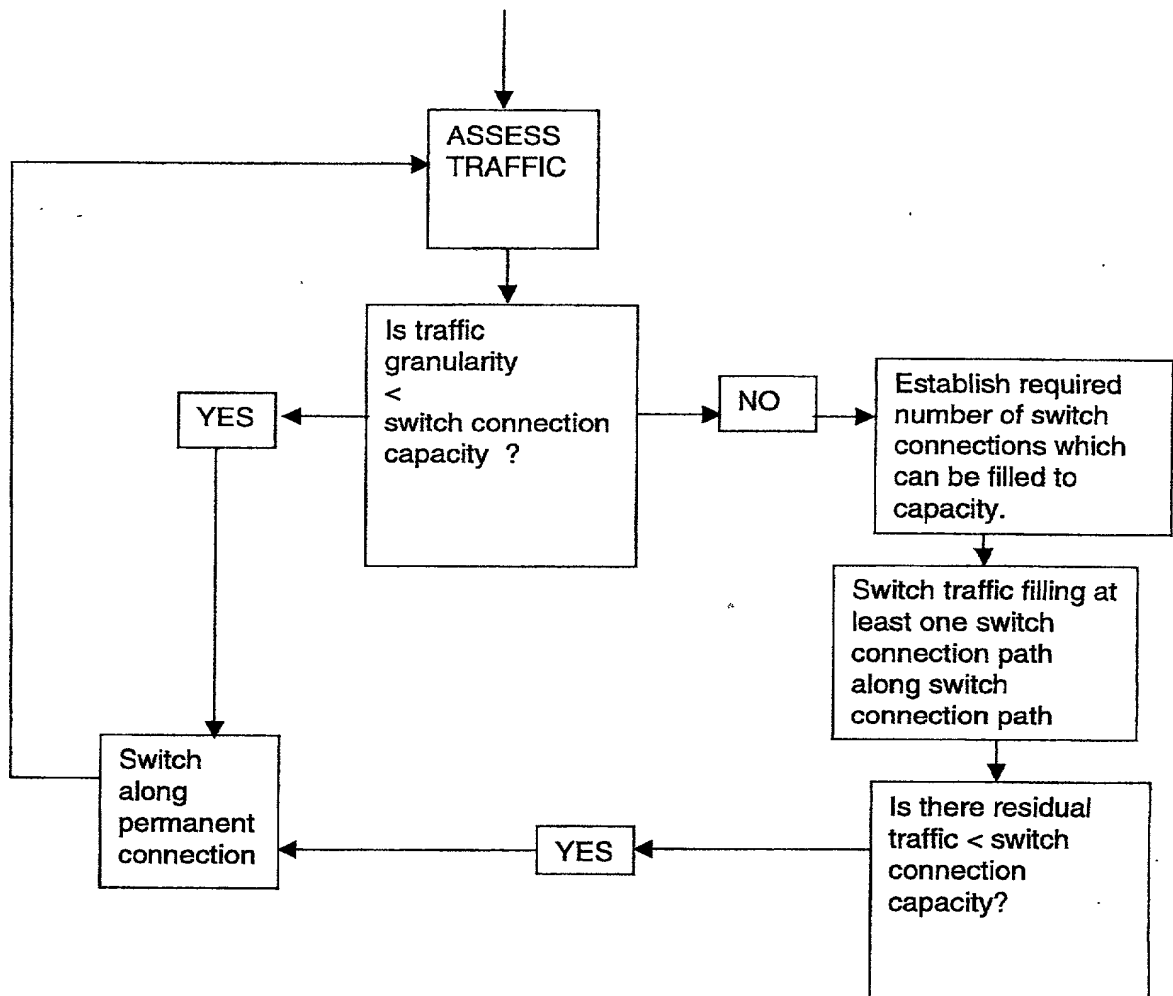 ASSESS
TRAFFIC
Is traffic
granularity
<
switch connection
capacity ?
YES
NO
Establish required
number of switch
connections which
can be filled to
capacity.
Switch traffic filling at
least one switch
connection path
along switch
connection path
Switch
along
permanent
connection
YES
Is there residual
traffic < switch
connection
capacity?